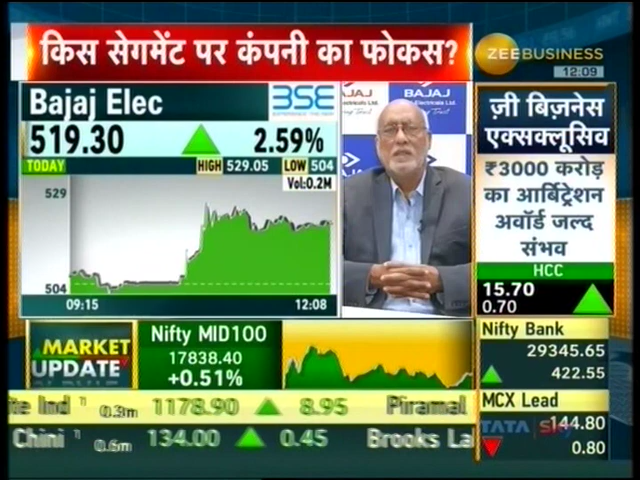 किस सेगमेंट पर कंपनी का फोकस?
ZEE BUSINESS
12:09
Bajaj Elec
BSE
519.30
2.59%
TODAY
HIGH 529.05
LOW 504
Vol:0.2M
529
504
09:15
12:08
BAJAJ
BAJAJ
ज़ी बिज़नेस
एक्सक्लूसिव
₹3000 करोड़
का आर्बिट्रेशन
अवॉर्ड जल्द
संभव
HCC
15.70
0.70
MARKET
UPDATE
Nifty MID100
17838.40
+0.51%
Nifty Bank
29345.65
422.55
MCX Lead
144.80
0.80
TATA sky
te Ind 0.3m 1178.90 8.95 Piramal
Chini 0.6m 134.00 0.45 Brooks La